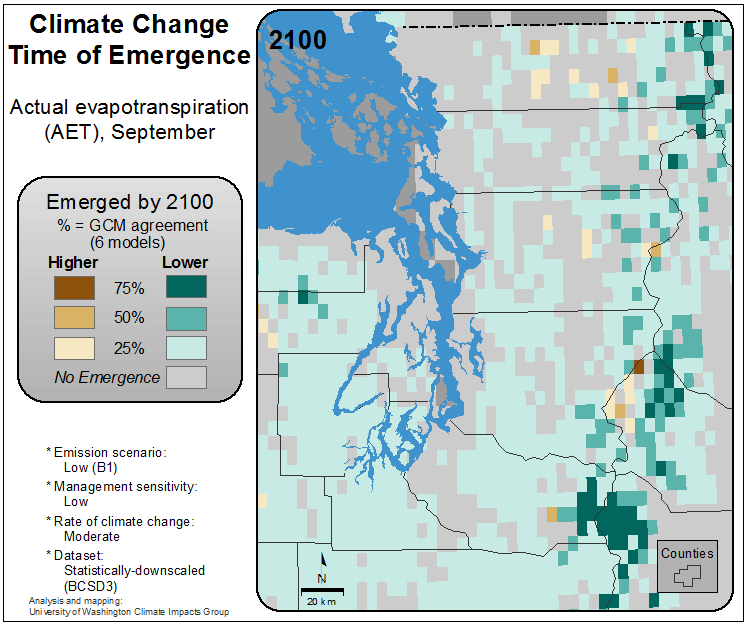 Climate Change
Time of Emergence
Actual evapotranspiration
(AET), September
Emerged by 2100
% = GCM agreement
(6 models)
Higher Lower
75%
50%
25%
No Emergence
* Emission scenario:
Low (B1)
* Management sensitivity:
Low
* Rate of climate change:
Moderate
* Dataset:
Statistically-downscaled
(BCSD3)
Analysis and mapping:
University of Washington Climate Impacts Group
2100
N
20 km
Counties